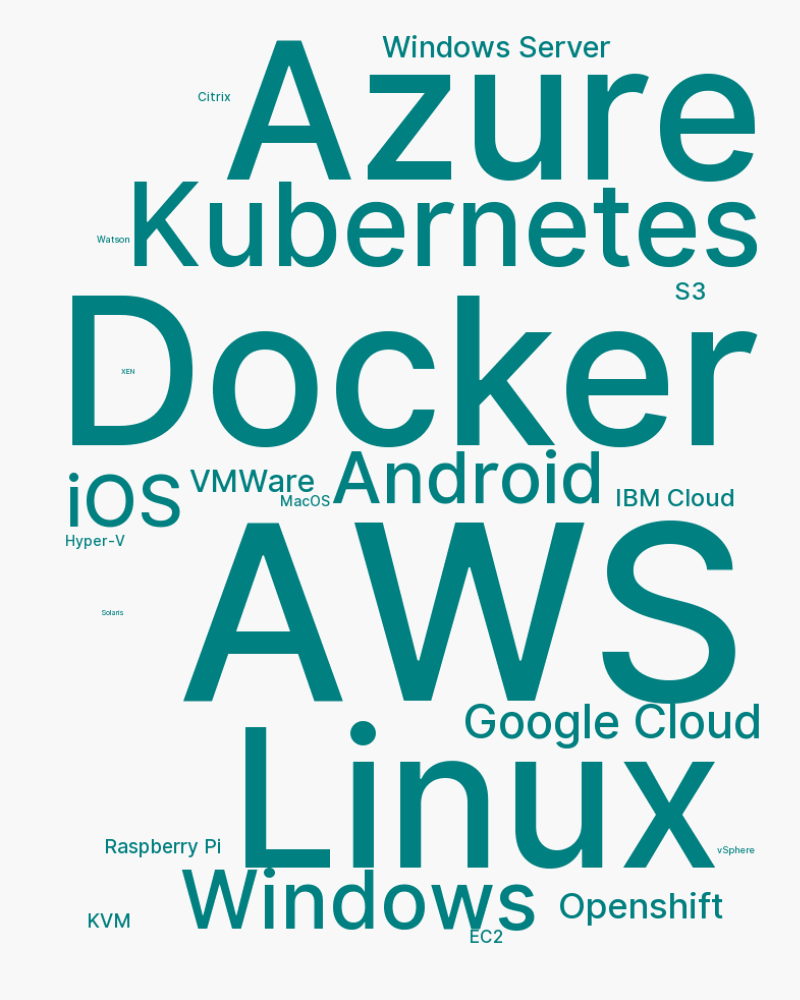 Windows Server
Citrix
Azure
Watson
Kubernetes
S3
Docker
XEN
iOS
VMWare
MacOS
Android
IBM Cloud
Hyper-V
AWS
Solaris
Google Cloud
Linux
Raspberry Pi
vSphere
Windows
Openshift
KVM
EC2